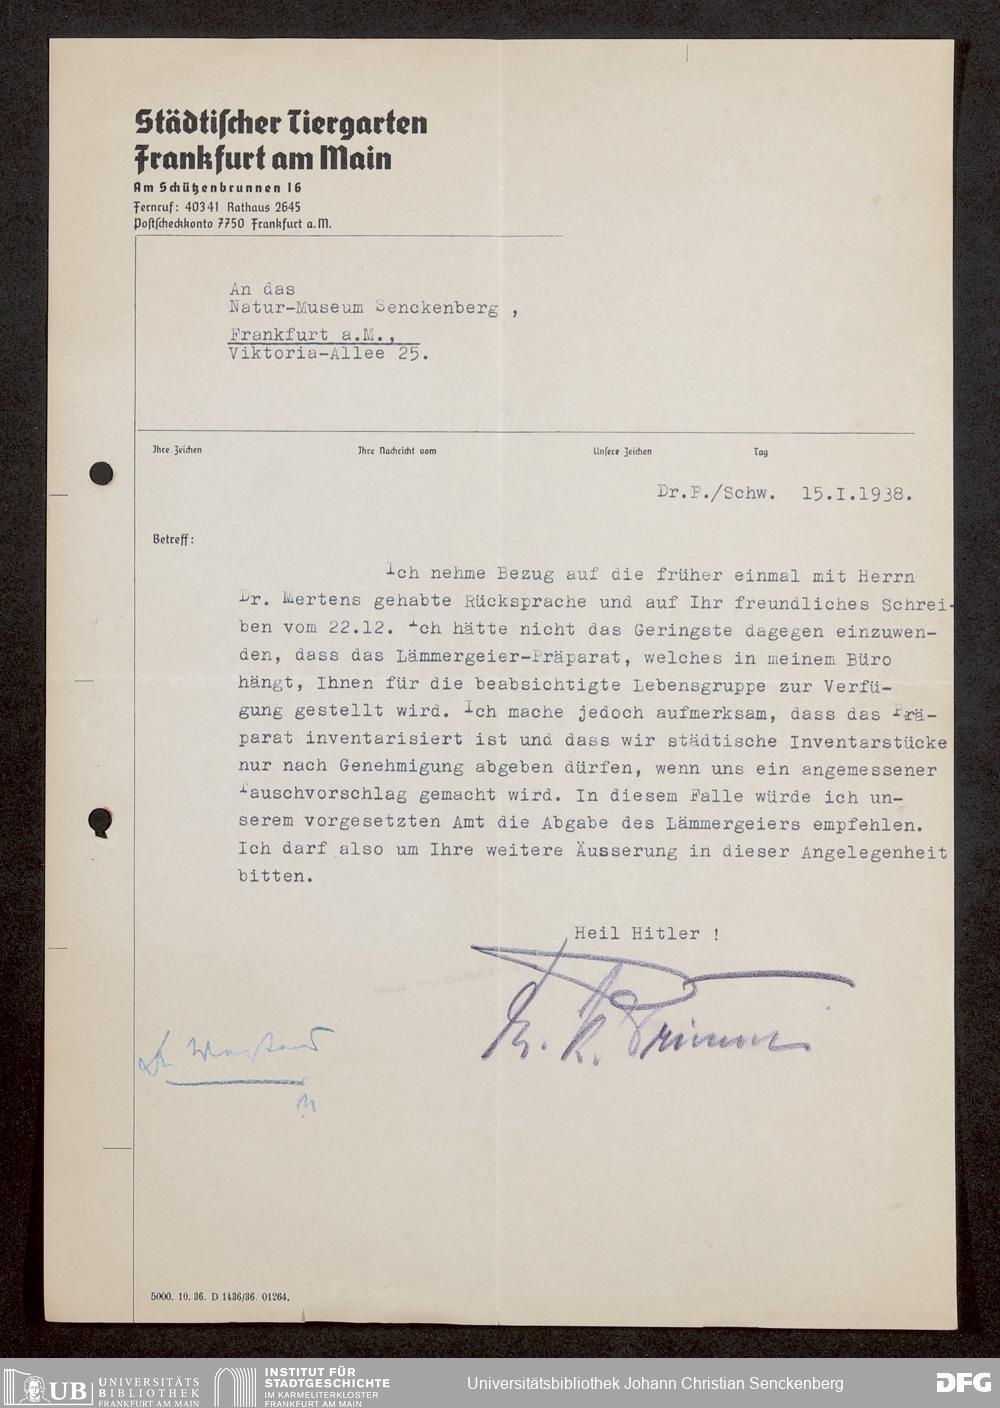 Städtischer Tiergarten
Frankfurt am Main
Am Schützenbrunnen 16
Fernruf: 40341 Rathaus 2645
Postscheckkonto 7750 Frankfurt a.M.
An das
Natur-Museum Senckenberg ,
Frankfurt a.M.,
Viktoria-Allee 25.
Ihre Zeichen Ihre Nachricht vom Unsere Zeichen Tag
Dr.P./Schw. 15.I.1938.
Betreff:
Ich nehme Bezug auf die früher einmal mit Herrn
Dr. Mertens gehabte Rücksprache und auf Ihr freundliches Schrei-
ben vom 22.12. Ich hätte nicht das Geringste dagegen einzuwen-
den, dass das Lämmergeier-Präparat, welches in meinem Büro
hängt, Ihnen für die beabsichtigte Lebensgruppe zur Verfü-
gung gestellt wird. Ich mache jedoch aufmerksam, dass das Prä-
parat inventarisiert ist und dass wir städtische Inventarstücke
nur nach Genehmigung abgeben dürfen, wenn uns ein angemessener
Tauschvorschlag gemacht wird. In diesem Falle würde ich un-
serem vorgesetzten Amt die Abgabe des Lämmergeiers empfehlen.
Ich darf also um Ihre weitere Äusserung in dieser Angelegenheit
bitten.
Heil Hitler !
5000. 10. 36. D 1436/36. 01264.
UB UNIVERSITÄTS
BIBLIOTHEK
FRANKFURT AM MAIN
INSTITUT FÜR
STADTGESCHICHTE
IM KARMELITERKLOSTER
FRANKFURT AM MAIN
Universitätsbibliothek Johann Christian Senckenberg
DFG